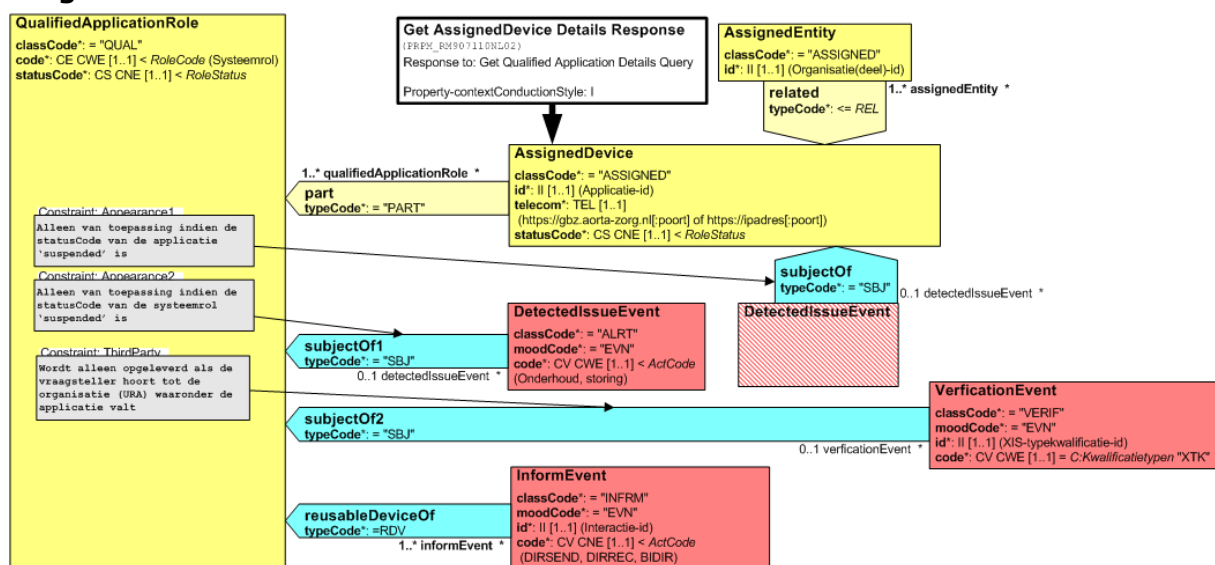 QualifiedApplicationRole
classCode*: = "QUAL"
code*: CE CWE [1..1] < RoleCode (Systeemrol)
statusCode*: CS CNE [1..1] < RoleStatus
Get AssignedDevice Details Response
(PRPM_RM907110NL02)
Response to: Get Qualified Application Details Query
Property-contextConductionStyle: I
AssignedEntity
classCode*: = "ASSIGNED"
id*: II [1..1] (Organisatie(deel)-id)
related
typeCode*: <= REL
1..* assignedEntity *
AssignedDevice
classCode*: = "ASSIGNED"
id*: II [1..1] (Applicatie-id)
telecom*: TEL [1..1]
(https://gbz.aorta-zorg.nl[:poort] of https://ipadres[:poort])
statusCode*: CS CNE [1..1] < RoleStatus
1..* qualifiedApplicationRole *
part
typeCode*: = "PART"
Constraint: Appearance1
Alleen van toepassing indien de
statusCode van de applicatie
'suspended' is
subjectOf
typeCode*: = "SBJ"
0..1 detectedIssueEvent *
DetectedIssueEvent
Constraint: Appearance2
Alleen van toepassing indien de
statusCode van de systeemrol
'suspended' is
DetectedIssueEvent
classCode*: = "ALRT"
moodCode*: = "EVN"
code*: CV CWE [1..1] < ActCode
(Onderhoud, storing)
subjectOf1
typeCode*: = "SBJ"
0..1 detectedIssueEvent *
Constraint: ThirdParty
Wordt alleen opgeleverd als de
vraagsteller hoort tot de
organisatie (URA) waaronder de
applicatie valt
subjectOf2
typeCode*: = "SBJ"
0..1 verficationEvent *
VerficationEvent
classCode*: = "VERIF"
moodCode*: = "EVN"
id*: II [1..1] (XIS-typekwalificatie-id)
code*: CV CWE [1..1] = C:Kwalificatietypen "XTK"
InformEvent
classCode*: = "INFRM"
moodCode*: = "EVN"
id*: II [1..1] (Interactie-id)
code*: CV CNE [1..1] < ActCode
(DIRSEND, DIRREC, BIDIR)
reusableDeviceOf
typeCode*: =RDV
1..* informEvent *